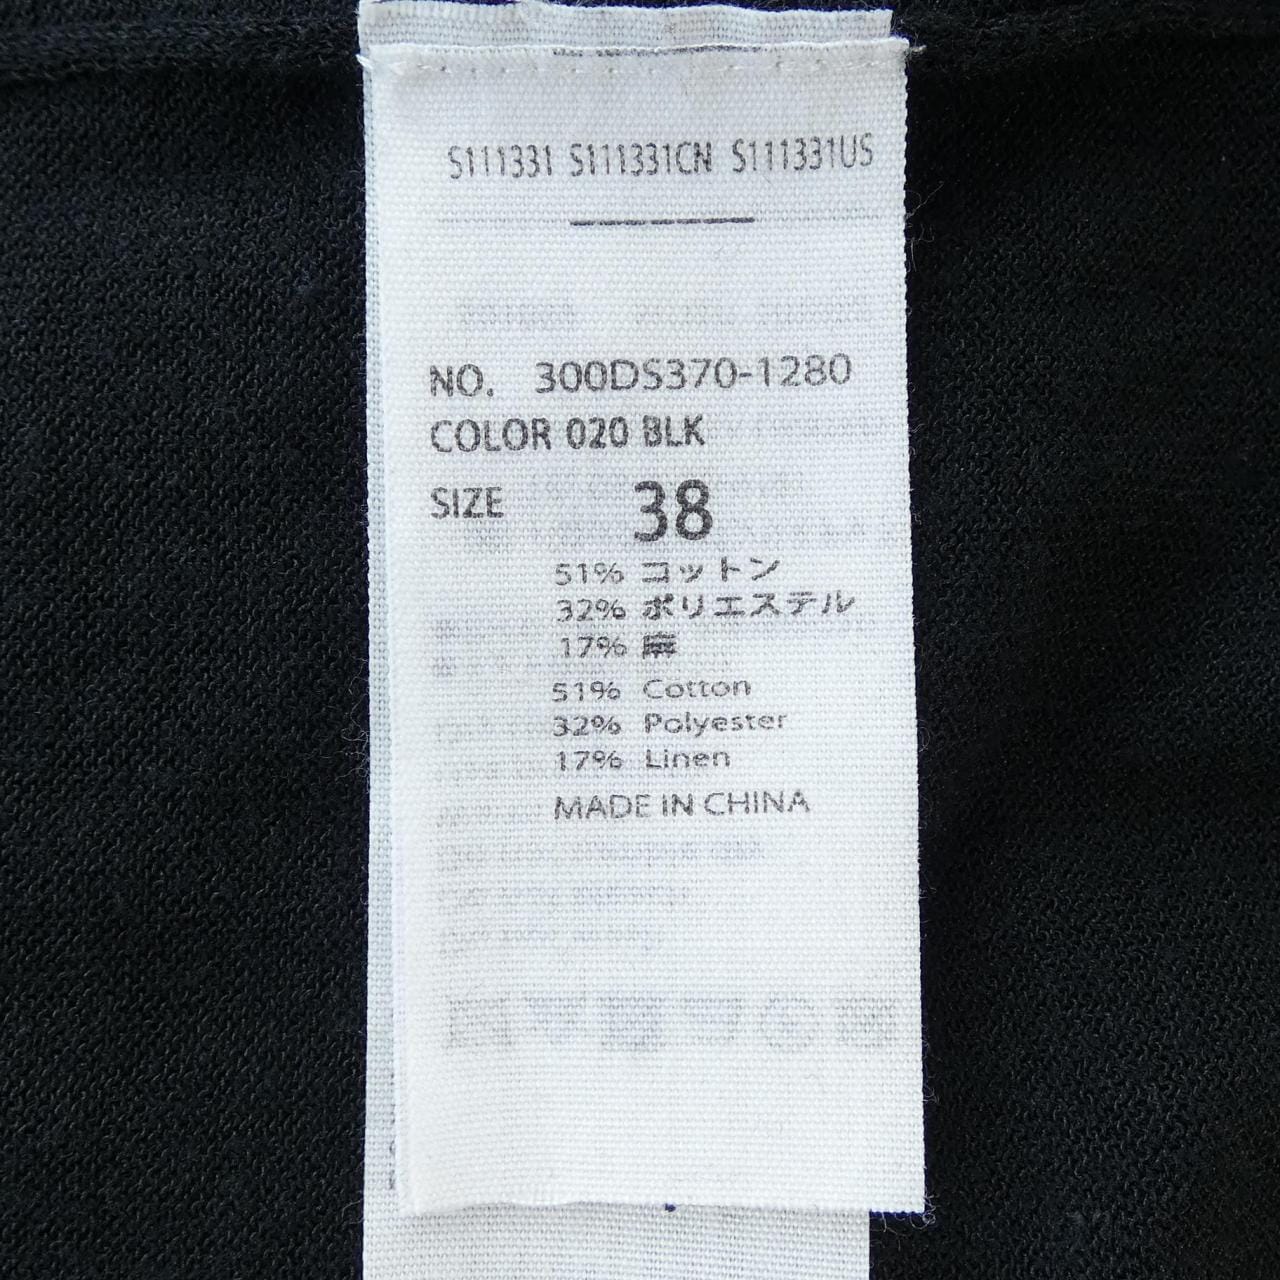 S111331 S111331CN S111331US
NO. 300DS370-1280
COLOR 020 BLK
SIZE 38
51% コットン
32% ポリエステル
17% 麻
51% Cotton
32% Polyester
17% Linen
MADE IN CHINA